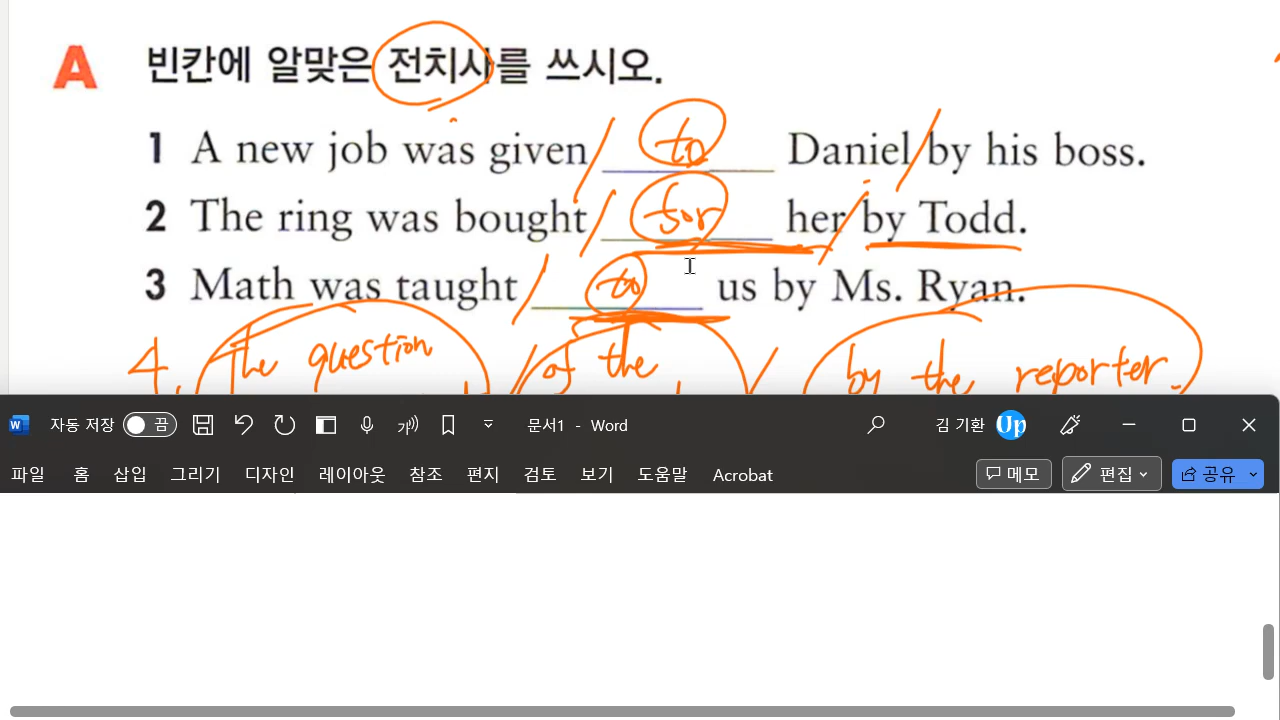 A 빈칸에 알맞은 전치사를 쓰시오.
1 A new job was given to Daniel by his boss.
2 The ring was bought for her by Todd.
3 Math was taught to us by Ms. Ryan.
4. The question of the by the reporter.
자동 저장 끔 문서1 - Word 김 기환 Up
파일 홈 삽입 그리기 디자인 레이아웃 참조 편지 검토 보기 도움말 Acrobat 메모 편집 공유